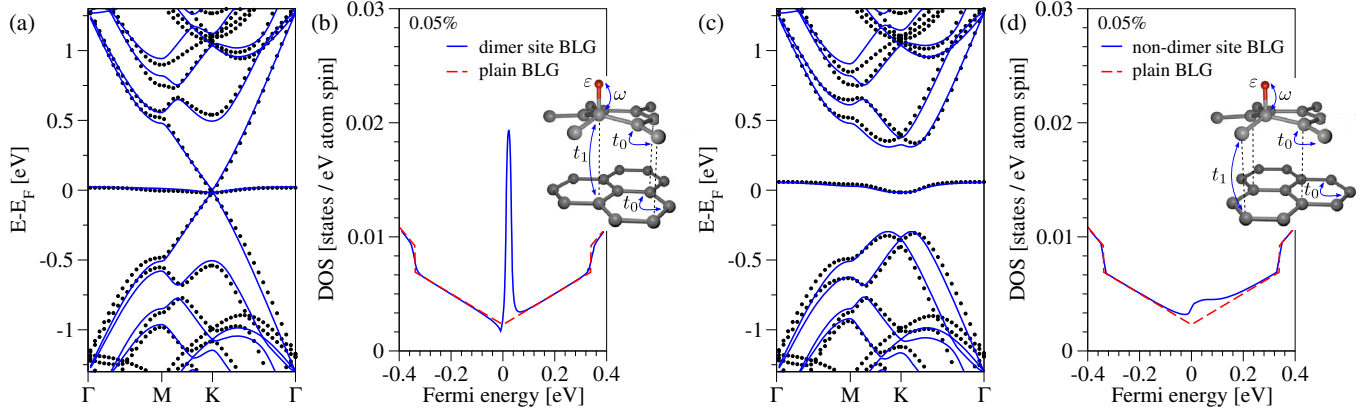 (a)
E-E_F [eV]
1
0.5
0
-0.5
-1
Γ
M
K
Γ
(b)
DOS [states / eV atom spin]
0.03
0.02
0.01
0
0.05%
dimer site BLG
plain BLG
ε
ω
t_0
t_1
t_0
-0.4
-0.2
0
0.2
0.4
Fermi energy [eV]
(c)
E-E_F [eV]
1
0.5
0
-0.5
-1
Γ
M
K
Γ
(d)
DOS [states / eV atom spin]
0.03
0.02
0.01
0
0.05%
non-dimer site BLG
plain BLG
ε
ω
t_0
t_1
t_0
-0.4
-0.2
0
0.2
0.4
Fermi energy [eV]